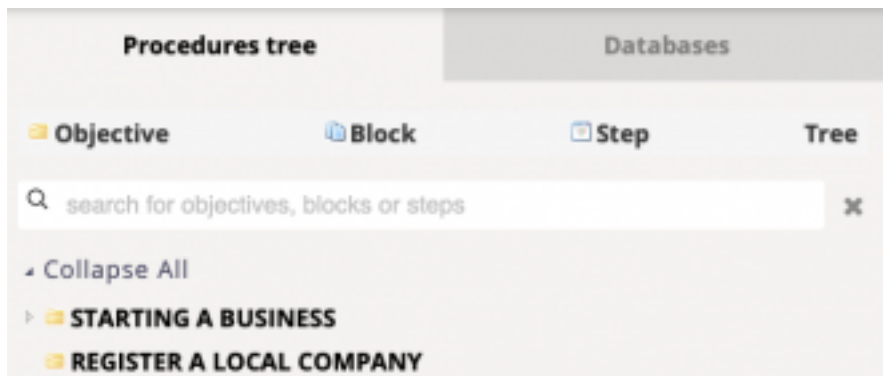 Procedures tree Databases
Objective Block Step Tree
search for objectives, blocks or steps
Collapse All
STARTING A BUSINESS
REGISTER A LOCAL COMPANY